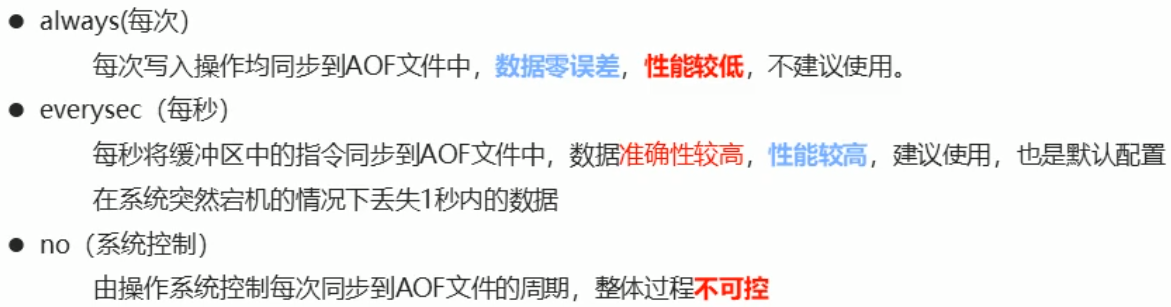 ● always(每次）
每次写入操作均同步到AOF文件中，数据零误差，性能较低，不建议使用。
● everysec（每秒）
每秒将缓冲区中的指令同步到AOF文件中，数据准确性较高，性能较高，建议使用，也是默认配置
在系统突然宕机的情况下丢失1秒内的数据
● no（系统控制）
由操作系统控制每次同步到AOF文件的周期，整体过程不可控